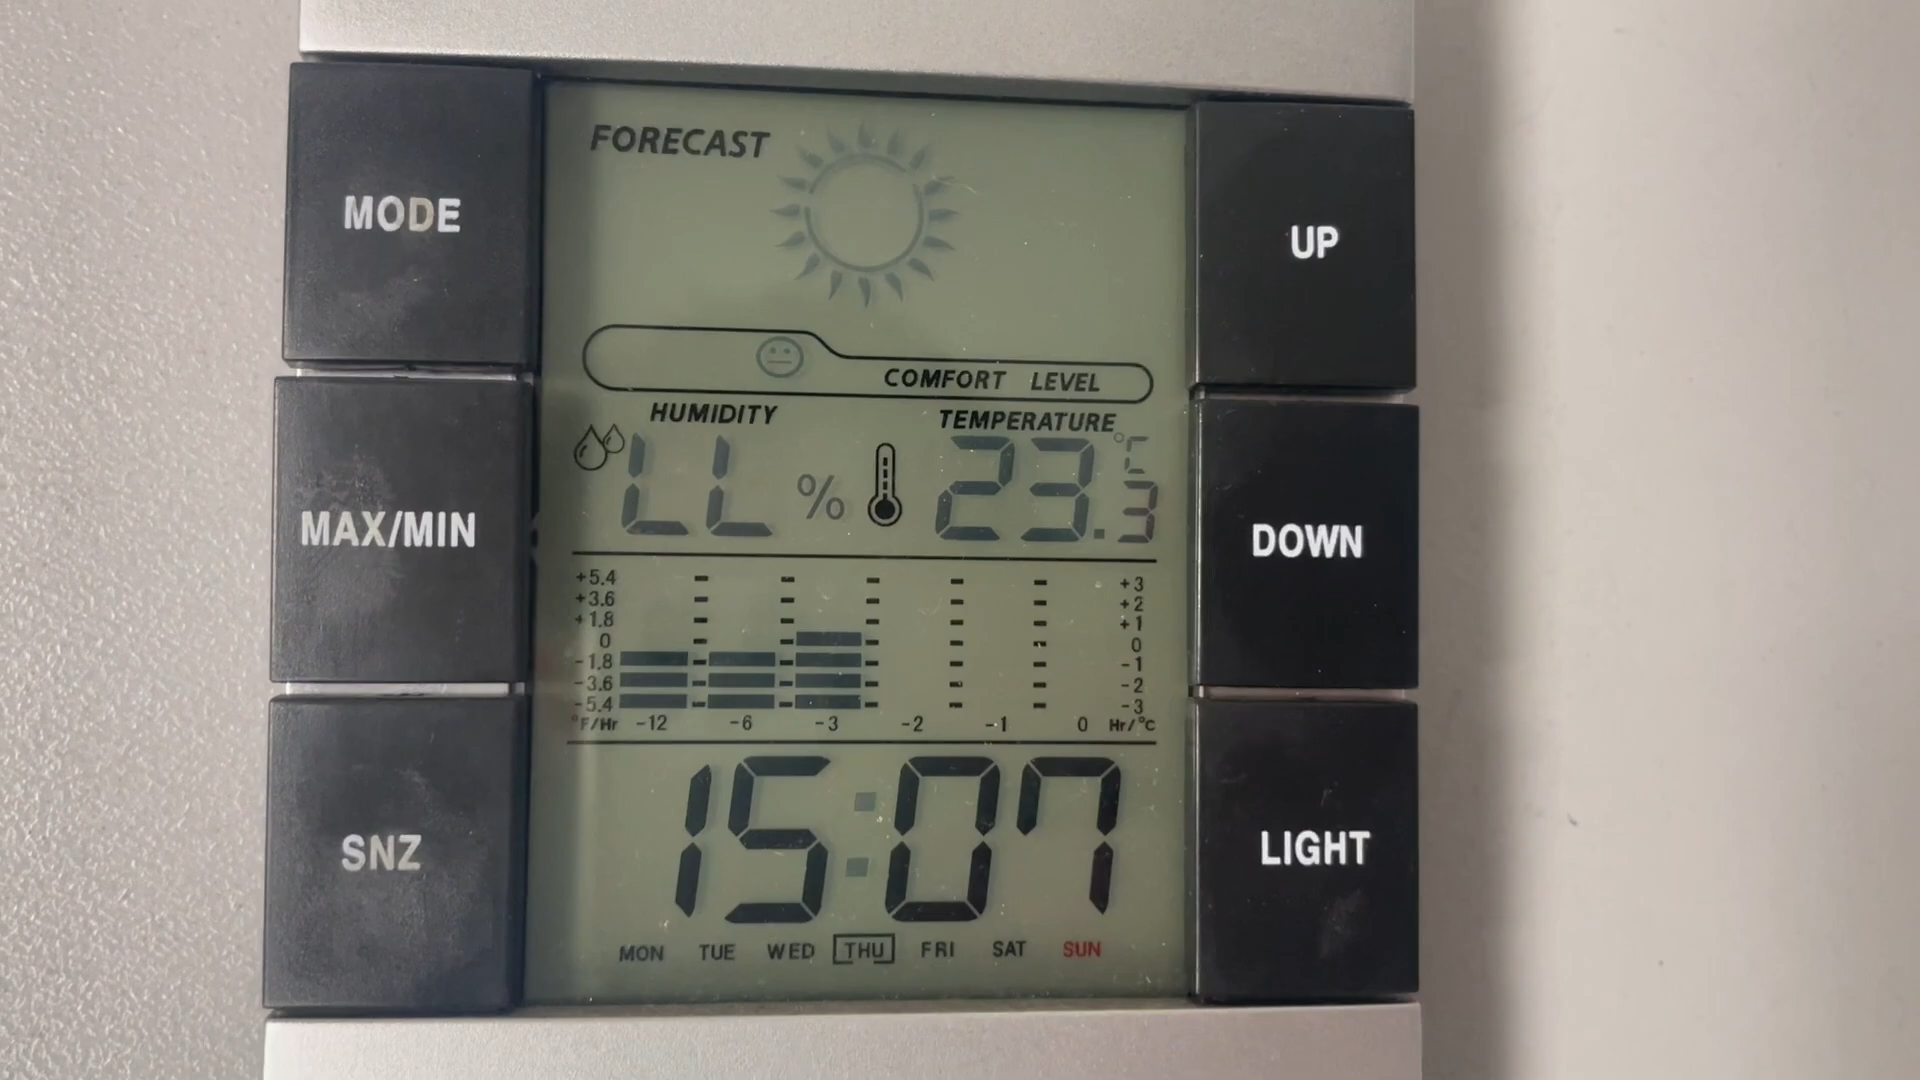 FORECAST
MODE
UP
COMFORT LEVEL
HUMIDITY
TEMPERATURE
LL %
23.3 °C
MAX/MIN
DOWN
+5.4 +3
+3.6 +2
+1.8 +1
0 0
-1.8 -1
-3.6 -2
-5.4 -3
°F/Hr -12 -6 -3 -2 -1 0 Hr/°C
SNZ
15:07
LIGHT
MON TUE WED THU FRI SAT SUN